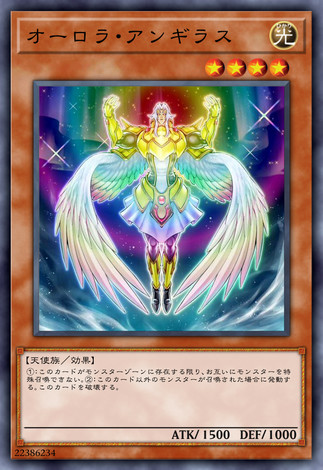 オーロラ・アンギラス
光
【天使族／効果】
①：このカードがモンスターゾーンに存在する限り、お互いにモンスターを特
殊召喚できない。②：このカード以外のモンスターが召喚された場合に発動す
る。このカードを破壊する。
ATK/1500 DEF/1000
22386234